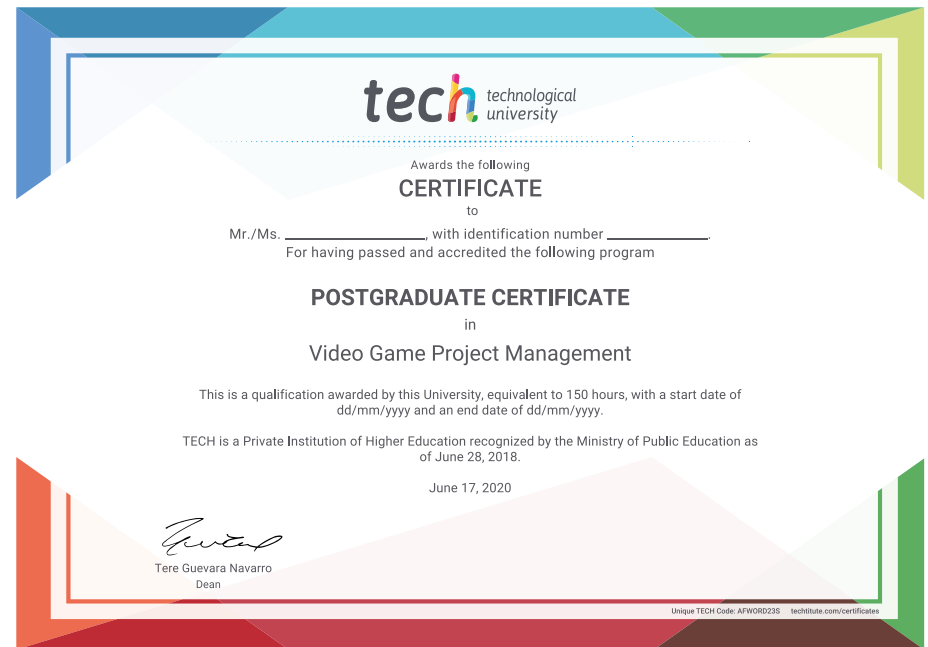 tech technological
university
Awards the following
CERTIFICATE
to
Mr./Ms. ____________________, with identification number ______________.
For having passed and accredited the following program
POSTGRADUATE CERTIFICATE
in
Video Game Project Management
This is a qualification awarded by this University, equivalent to 150 hours, with a start date of
dd/mm/yyyy and an end date of dd/mm/yyyy.
TECH is a Private Institution of Higher Education recognized by the Ministry of Public Education as
of June 28, 2018.
June 17, 2020
Tere Guevara Navarro
Dean
Unique TECH Code: AFWORD23S techtitute.com/certificates